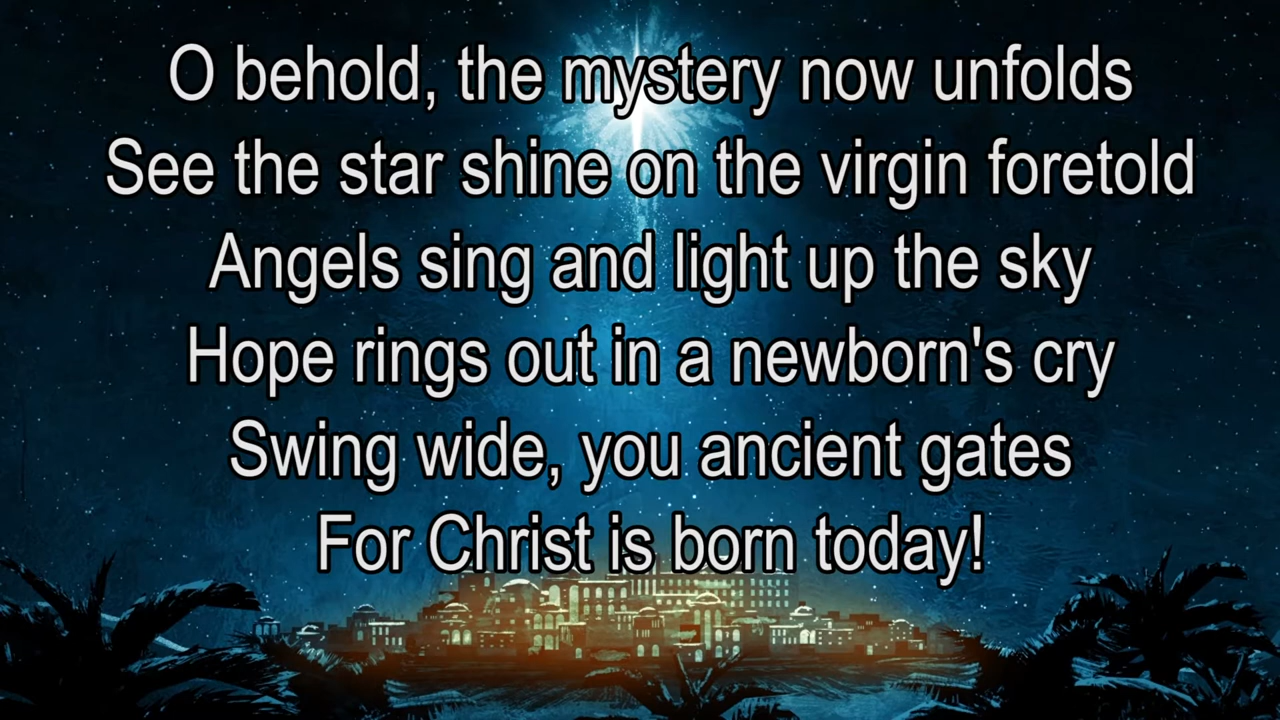 O behold, the mystery now unfolds
See the star shine on the virgin foretold
Angels sing and light up the sky
Hope rings out in a newborn's cry
Swing wide, you ancient gates
For Christ is born today!